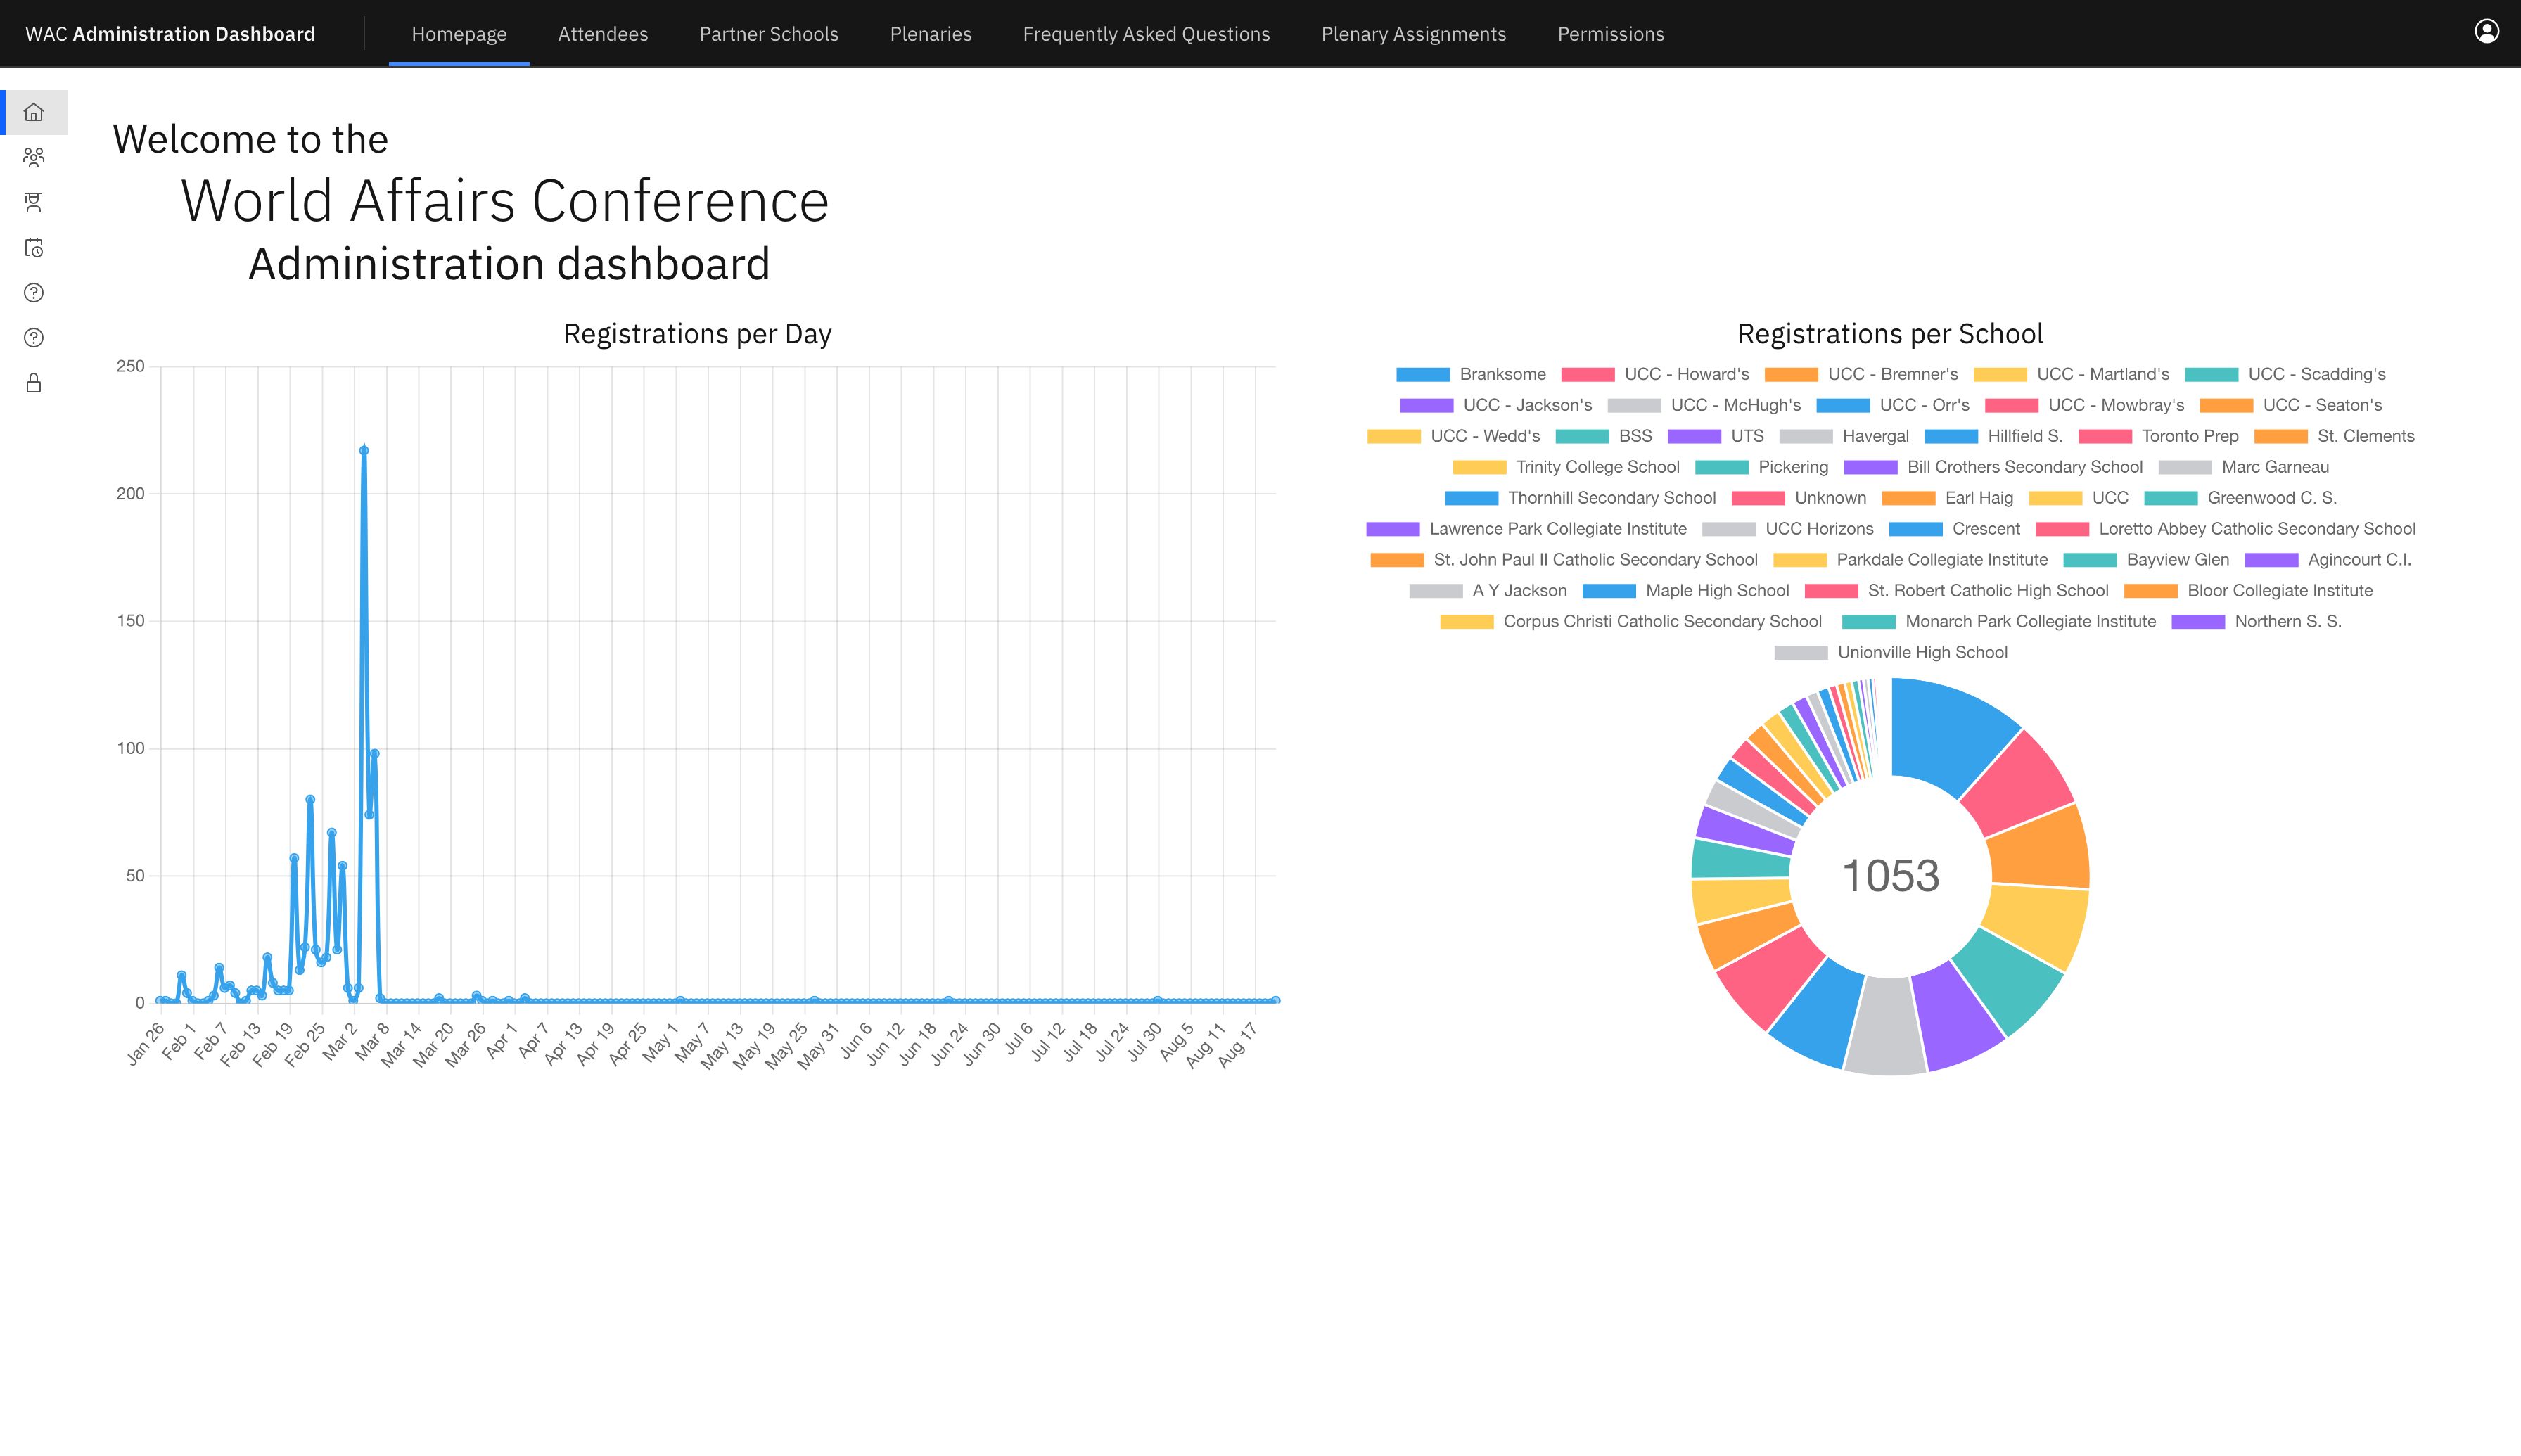 WAC Administration Dashboard
Homepage
Attendees
Partner Schools
Plenaries
Frequently Asked Questions
Plenary Assignments
Permissions
Welcome to the
World Affairs Conference
Administration dashboard
Registrations per Day
250
200
150
100
50
0
Jan 26
Feb 1
Feb 7
Feb 13
Feb 19
Feb 25
Mar 2
Mar 8
Mar 14
Mar 20
Mar 26
Apr 1
Apr 7
Apr 13
Apr 19
Apr 25
May 1
May 7
May 13
May 19
May 25
May 31
Jun 6
Jun 12
Jun 18
Jun 24
Jun 30
Jul 6
Jul 12
Jul 18
Jul 24
Jul 30
Aug 5
Aug 11
Aug 17
Registrations per School
Branksome UCC - Howard's UCC - Bremner's UCC - Martland's UCC - Scadding's
UCC - Jackson's UCC - McHugh's UCC - Orr's UCC - Mowbray's UCC - Seaton's
UCC - Wedd's BSS UTS Havergal Hillfield S. Toronto Prep St. Clements
Trinity College School Pickering Bill Crothers Secondary School Marc Garneau
Thornhill Secondary School Unknown Earl Haig UCC Greenwood C. S.
Lawrence Park Collegiate Institute UCC Horizons Crescent Loretto Abbey Catholic Secondary School
St. John Paul II Catholic Secondary School Parkdale Collegiate Institute Bayview Glen Agincourt C.I.
A Y Jackson Maple High School St. Robert Catholic High School Bloor Collegiate Institute
Corpus Christi Catholic Secondary School Monarch Park Collegiate Institute Northern S. S.
Unionville High School
1053